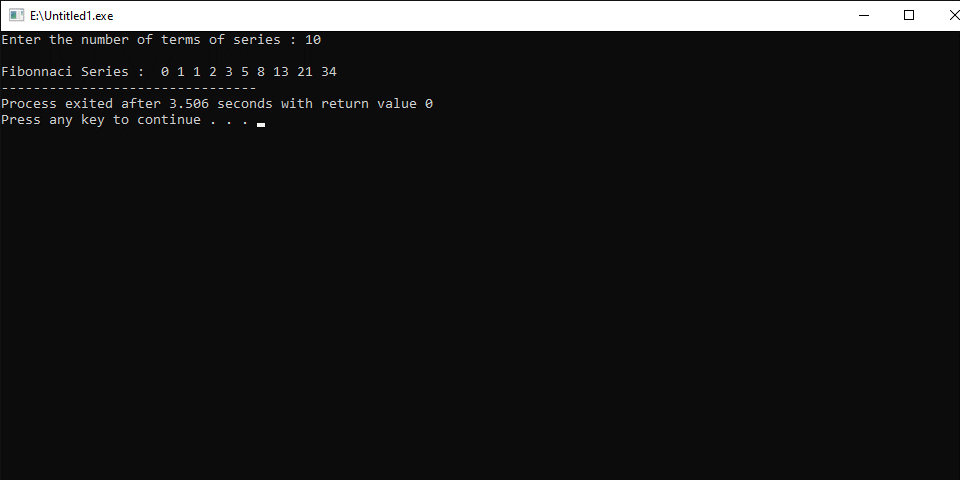 E:\Untitled1.exe
Enter the number of terms of series : 10
Fibonnaci Series :  0 1 1 2 3 5 8 13 21 34
--------------------------------
Process exited after 3.506 seconds with return value 0
Press any key to continue . . .